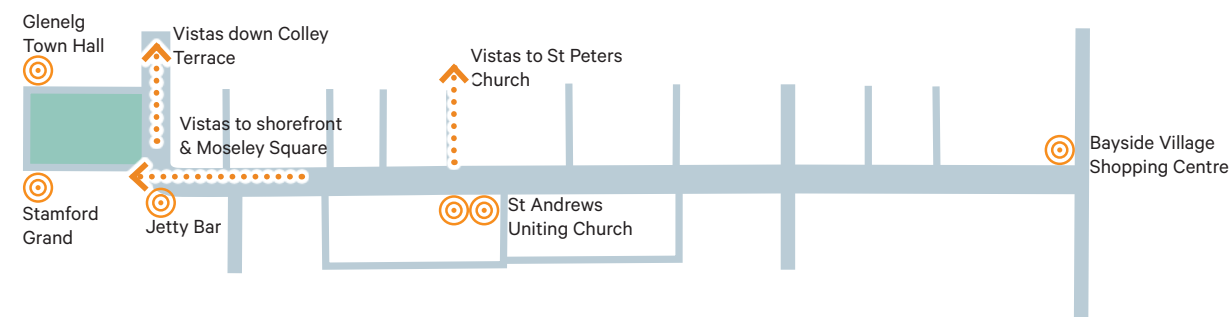 Glenelg
Town Hall
Vistas down Colley
Terrace
Vistas to St Peters
Church
Vistas to shorefront
& Moseley Square
Bayside Village
Shopping Centre
Stamford
Grand
Jetty Bar
St Andrews
Uniting Church